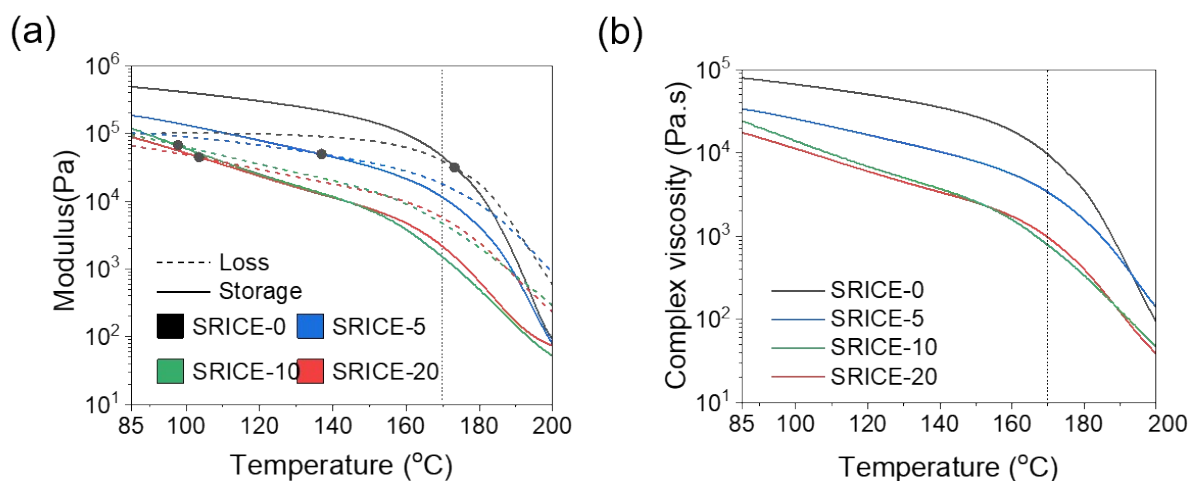 (a)
10^6
10^5
10^4
10^3
10^2
10^1
Modulus(Pa)
Loss
Storage
SRICE-0 SRICE-5
SRICE-10 SRICE-20
85 100 120 140 160 180 200
Temperature (°C)
(b)
10^5
10^4
10^3
10^2
10^1
Complex viscosity (Pa.s)
SRICE-0
SRICE-5
SRICE-10
SRICE-20
85 100 120 140 160 180 200
Temperature (°C)